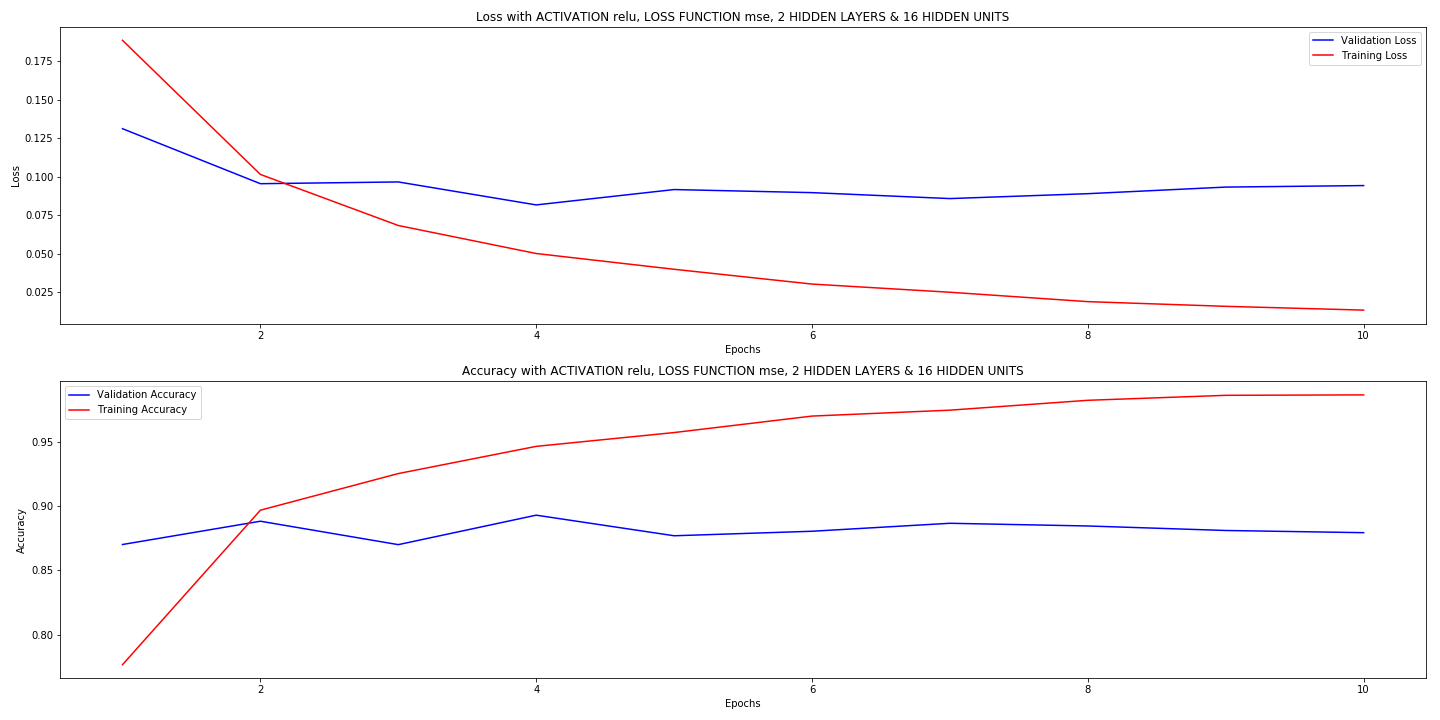 Loss with ACTIVATION relu, LOSS FUNCTION mse, 2 HIDDEN LAYERS & 16 HIDDEN UNITS
Validation Loss
Training Loss
0.175
0.150
0.125
0.100
0.075
0.050
0.025
Loss
2 4 6 8 10
Epochs
Accuracy with ACTIVATION relu, LOSS FUNCTION mse, 2 HIDDEN LAYERS & 16 HIDDEN UNITS
Validation Accuracy
Training Accuracy
0.95
0.90
0.85
0.80
Accuracy
2 4 6 8 10
Epochs